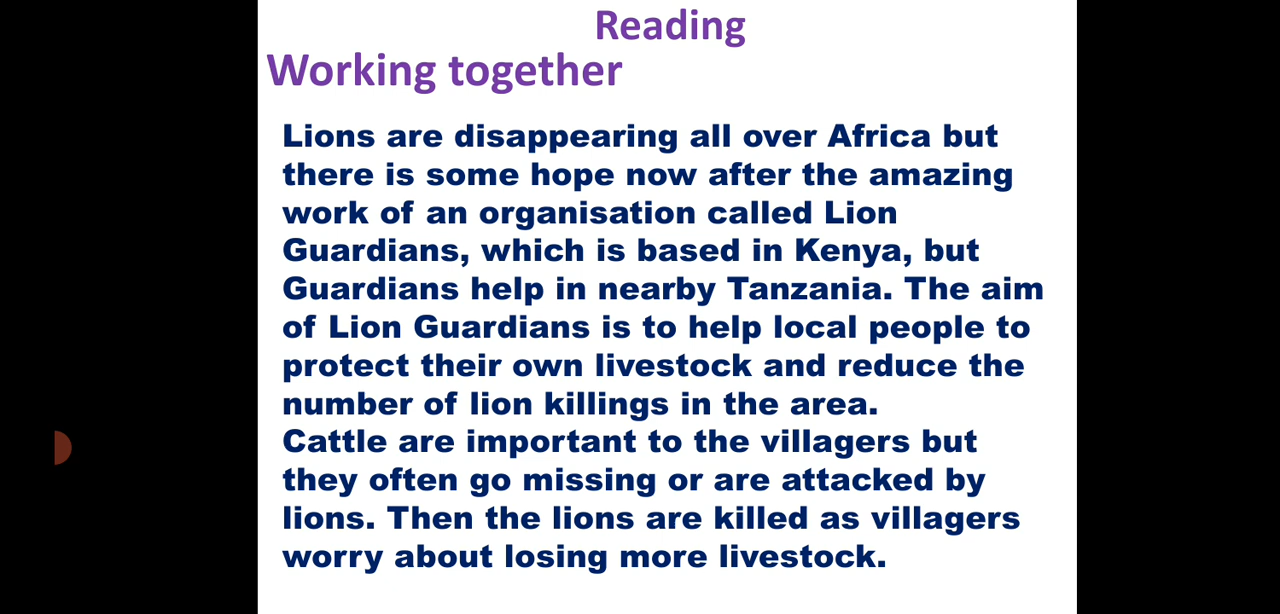 Reading
Working together
Lions are disappearing all over Africa but
there is some hope now after the amazing
work of an organisation called Lion
Guardians, which is based in Kenya, but
Guardians help in nearby Tanzania. The aim
of Lion Guardians is to help local people to
protect their own livestock and reduce the
number of lion killings in the area.
Cattle are important to the villagers but
they often go missing or are attacked by
lions. Then the lions are killed as villagers
worry about losing more livestock.